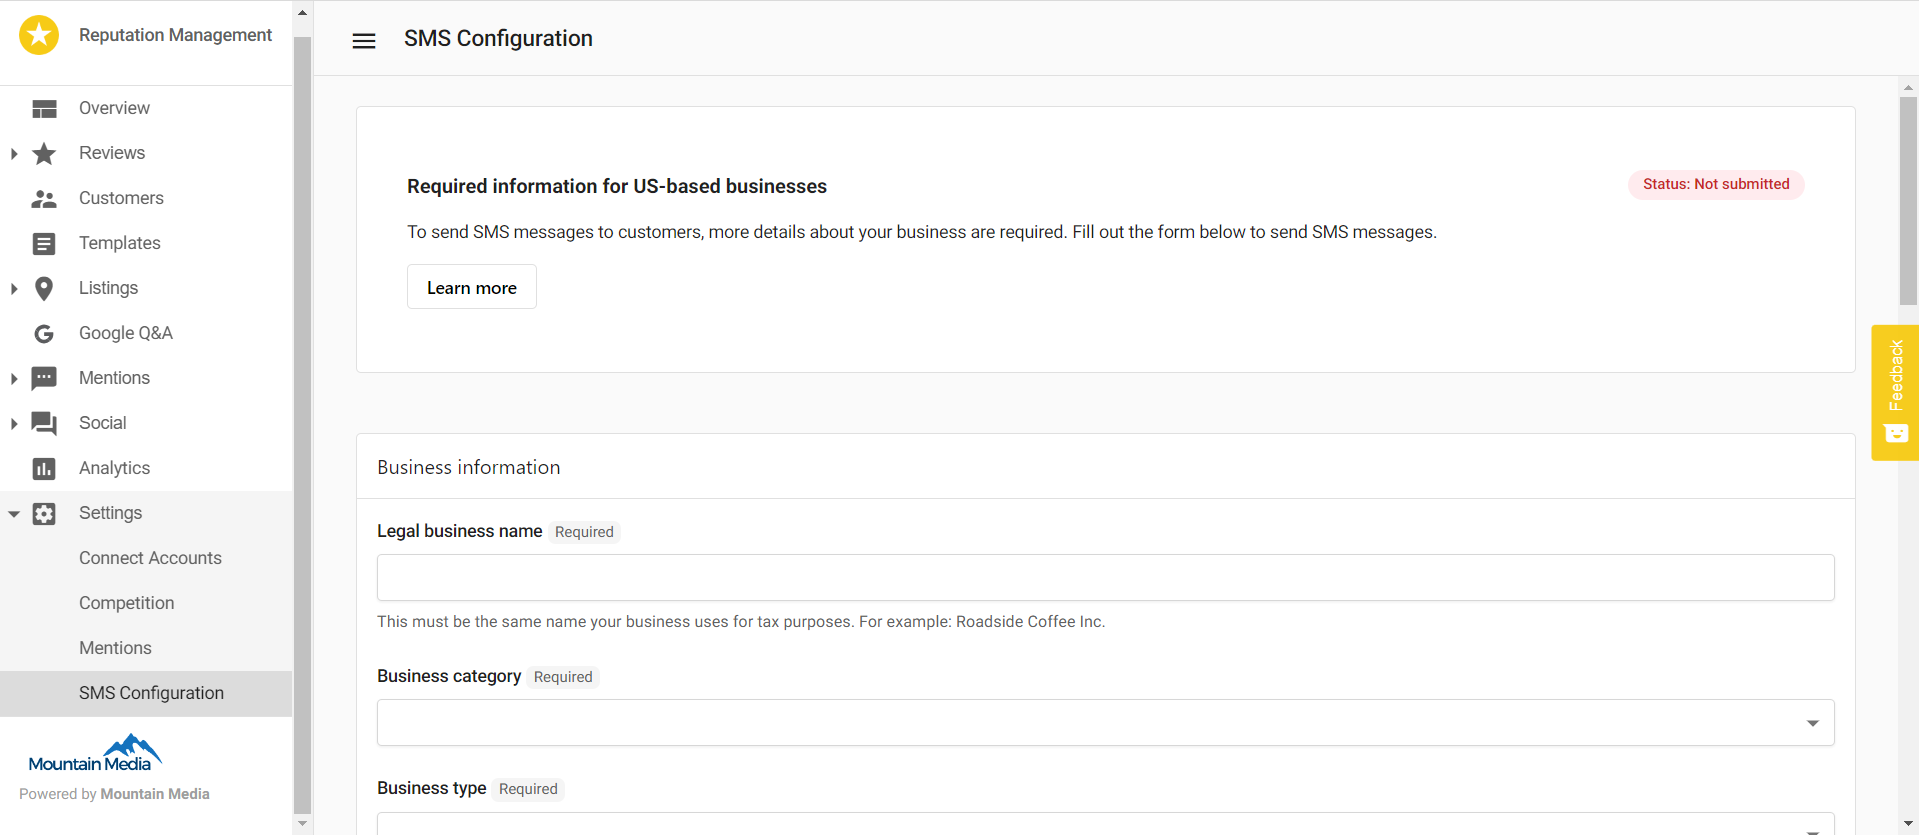 Reputation Management
Overview
Reviews
Customers
Templates
Listings
Google Q&A
Mentions
Social
Analytics
Settings
Connect Accounts
Competition
Mentions
SMS Configuration
Mountain Media
Powered by Mountain Media
SMS Configuration
Required information for US-based businesses
Status: Not submitted
To send SMS messages to customers, more details about your business are required. Fill out the form below to send SMS messages.
Learn more
Business information
Legal business name Required
This must be the same name your business uses for tax purposes. For example: Roadside Coffee Inc.
Business category Required
Business type Required
Feedback